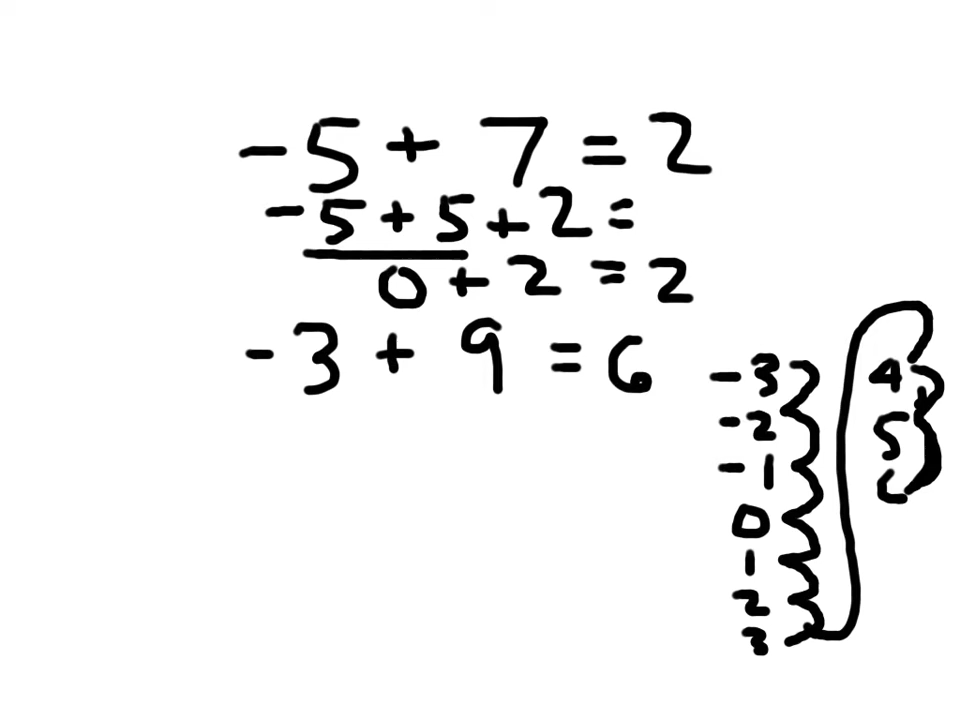 -5 + 7 = 2
-5 + 5 + 2 =
0 + 2 = 2
-3 + 9 = 6
-3
-2
-1
0
1
2
3
4
5